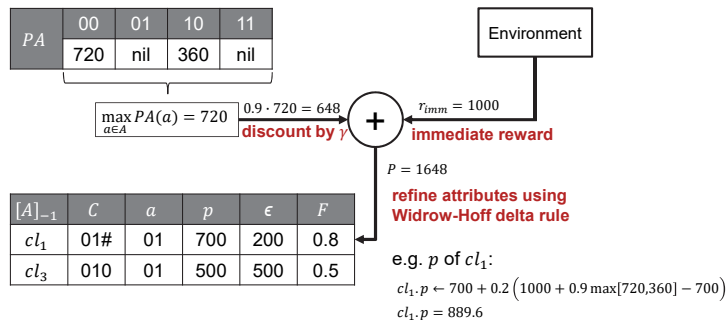 PA 00 01 10 11
720 nil 360 nil
Environment
max PA(a) = 720
a∈A
0.9 · 720 = 648
discount by γ
+
r_imm = 1000
immediate reward
P = 1648
refine attributes using
Widrow-Hoff delta rule
[A]₋₁ C a p ϵ F
cl₁ 01# 01 700 200 0.8
cl₃ 010 01 500 500 0.5
e.g. p of cl₁:
cl₁.p ← 700 + 0.2 (1000 + 0.9 max[720,360] − 700)
cl₁.p = 889.6